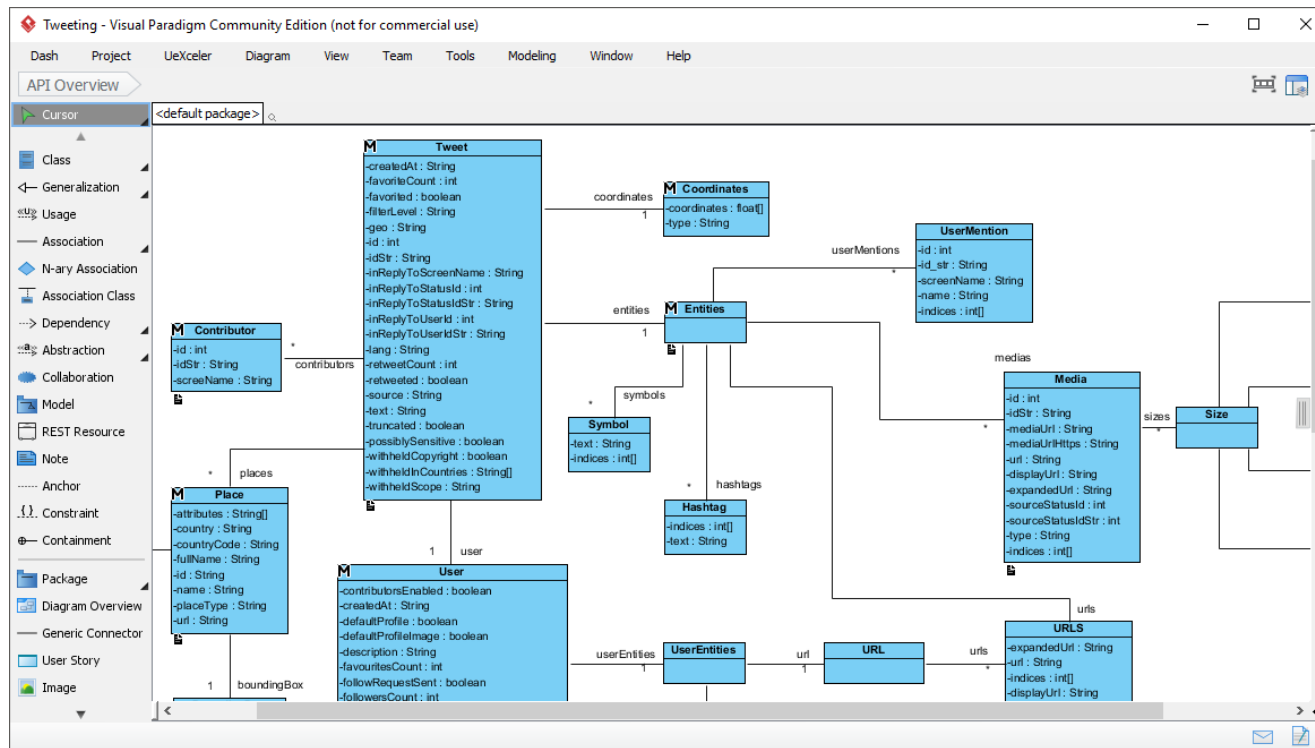 Tweeting - Visual Paradigm Community Edition (not for commercial use)
Dash Project UeXceler Diagram View Team Tools Modeling Window Help
API Overview
Cursor
Class
Generalization
«U» Usage
Association
N-ary Association
Association Class
Dependency
«a» Abstraction
Collaboration
Model
REST Resource
Note
Anchor
{} Constraint
Containment
Package
Diagram Overview
Generic Connector
User Story
Image
<default package>
M Tweet
-createdAt : String
-favoriteCount : int
-favorited : boolean
-filterLevel : String
-geo : String
-id : int
-idStr : String
-inReplyToScreenName : String
-inReplyToStatusId : int
-inReplyToStatusIdStr : String
-inReplyToUserId : int
-inReplyToUserIdStr : String
-lang : String
-retweetCount : int
-retweeted : boolean
-source : String
-text : String
-truncated : boolean
-possiblySensitive : boolean
-withheldCopyright : boolean
-withheldInCountries : String[]
-withheldScope : String
coordinates
1
M Coordinates
-coordinates : float[]
-type : String
userMentions
*
UserMention
-id : int
-id_str : String
-screenName : String
-name : String
-indices : int[]
entities
1
M Entities
M Contributor
-id : int
-idStr : String
-screeName : String
*
contributors
symbols
*
Symbol
-text : String
-indices : int[]
hashtags
*
Hashtag
-indices : int[]
-text : String
medias
*
Media
-id : int
-idStr : String
-mediaUrl : String
-mediaUrlHttps : String
-url : String
-displayUrl : String
-expandedUrl : String
-sourceStatusId : int
-sourceStatusIdStr : int
-type : String
-indices : int[]
sizes
*
Size
* places
M Place
-attributes : String[]
-country : String
-countryCode : String
-fullName : String
-id : String
-name : String
-placeType : String
-url : String
1 boundingBox
1 user
M User
-contributorsEnabled : boolean
-createdAt : String
-defaultProfile : boolean
-defaultProfileImage : boolean
-description : String
-favouritesCount : int
-followRequestSent : boolean
-followersCount : int
userEntities
1
UserEntities
url
1
URL
urls
*
urls
URLS
-expandedUrl : String
-url : String
-indices : int[]
-displayUrl : String